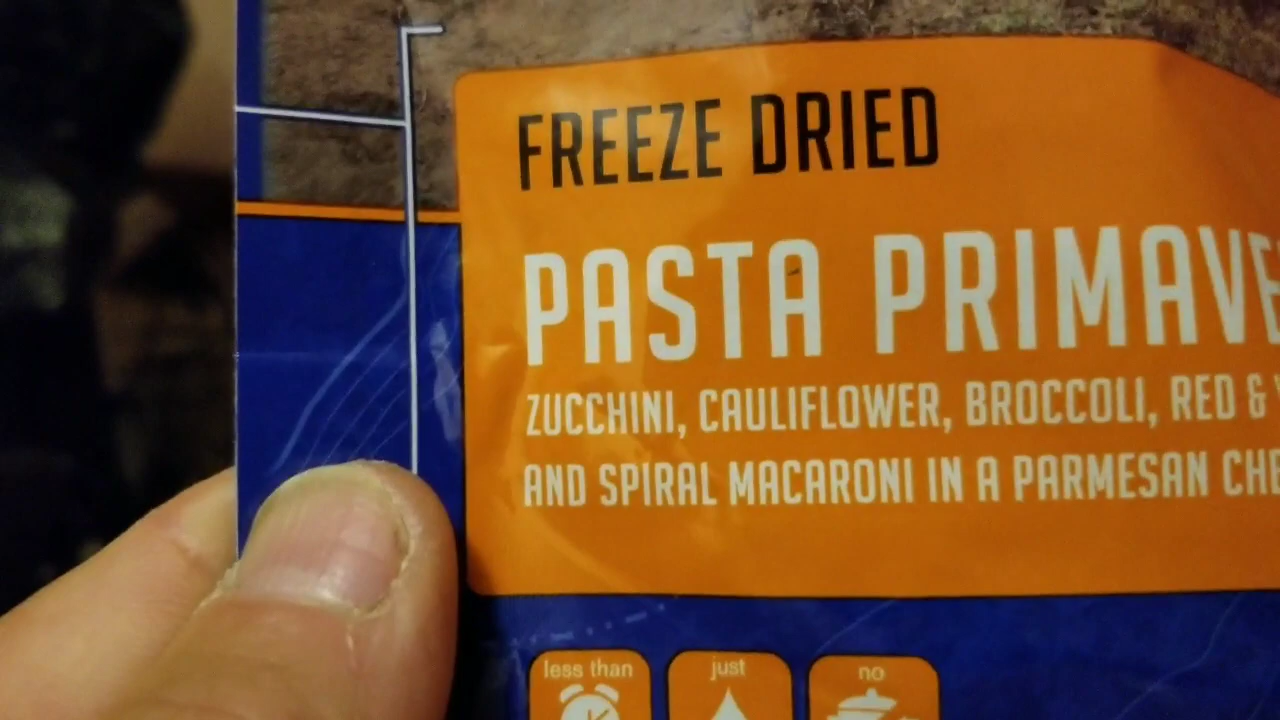 FREEZE DRIED
PASTA PRIMAVE
ZUCCHINI, CAULIFLOWER, BROCCOLI, RED &
AND SPIRAL MACARONI IN A PARMESAN CHE
less than
just
no